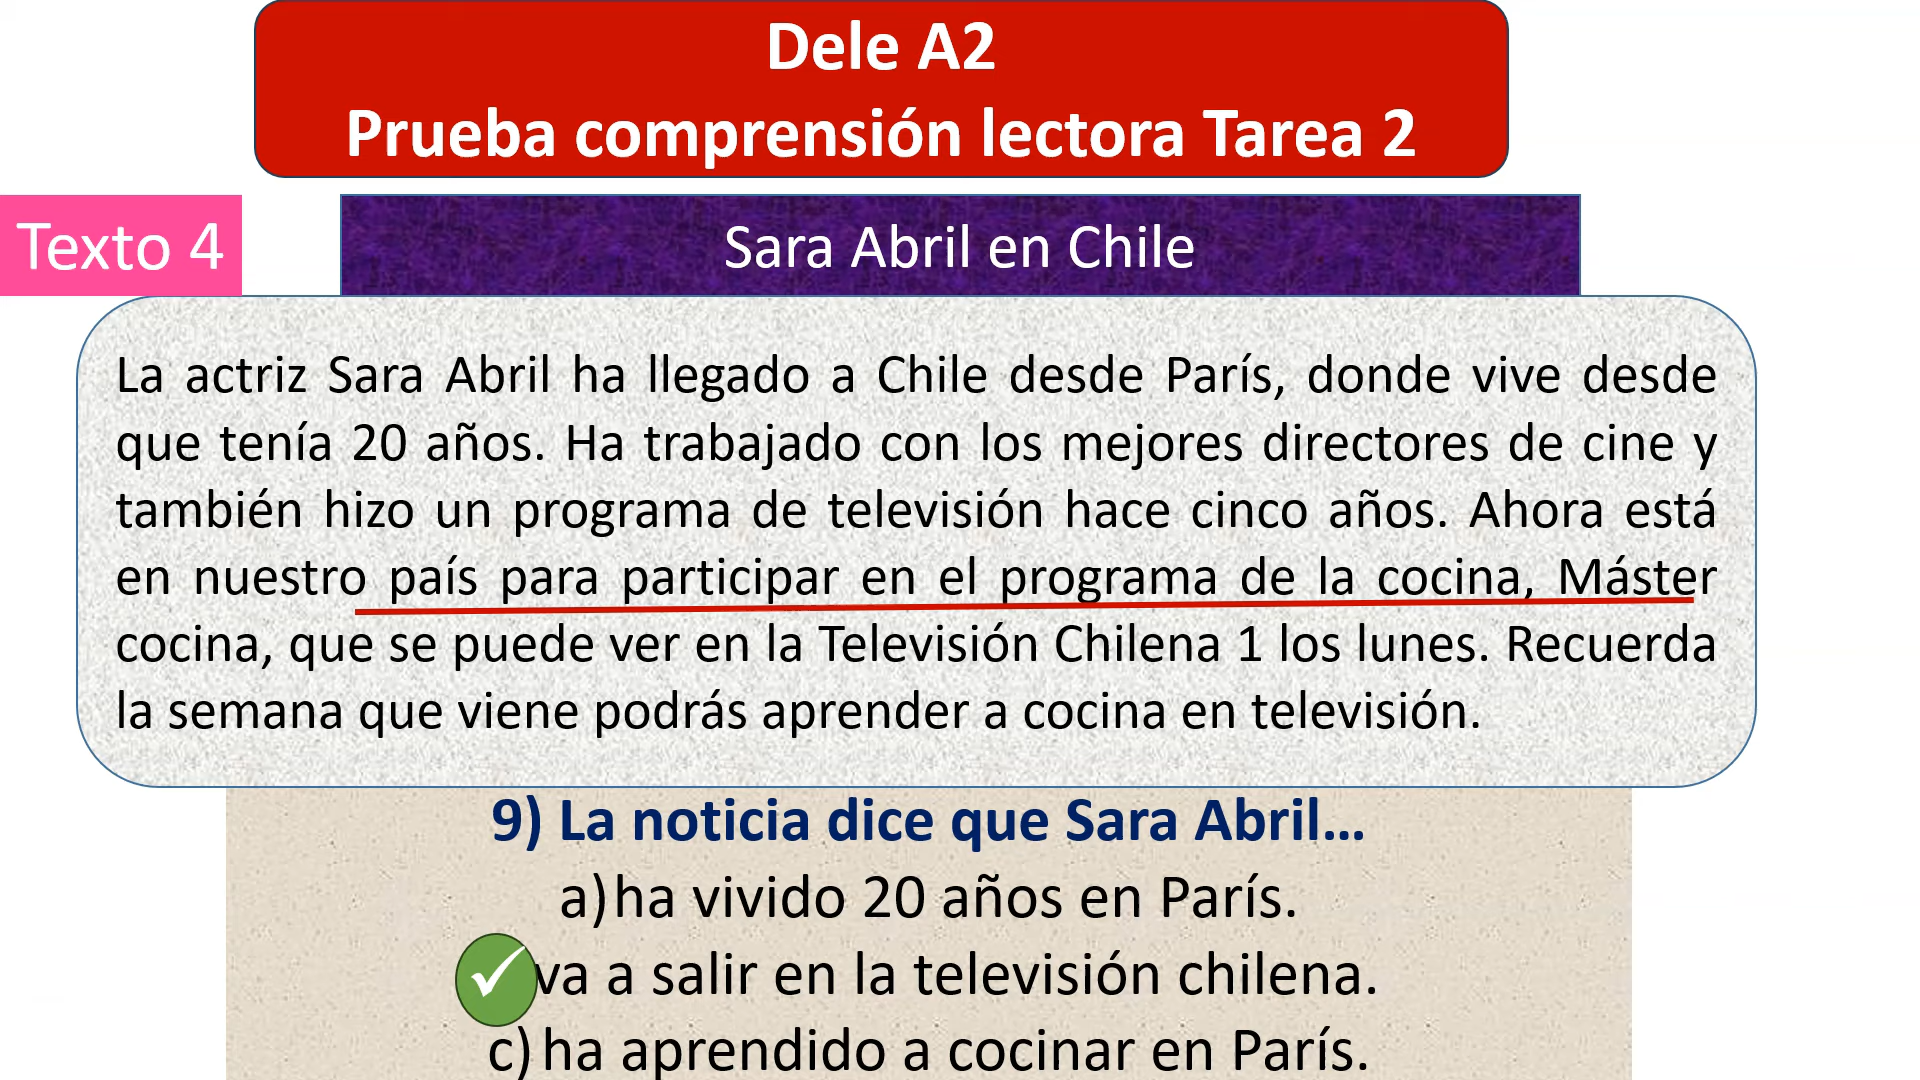 Dele A2
Prueba comprensión lectora Tarea 2
Texto 4
Sara Abril en Chile
La actriz Sara Abril ha llegado a Chile desde París, donde vive desde
que tenía 20 años. Ha trabajado con los mejores directores de cine y
también hizo un programa de televisión hace cinco años. Ahora está
en nuestro país para participar en el programa de la cocina, Máster
cocina, que se puede ver en la Televisión Chilena 1 los lunes. Recuerda
la semana que viene podrás aprender a cocina en televisión.
9) La noticia dice que Sara Abril...
a) ha vivido 20 años en París.
va a salir en la televisión chilena.
c) ha aprendido a cocinar en París.